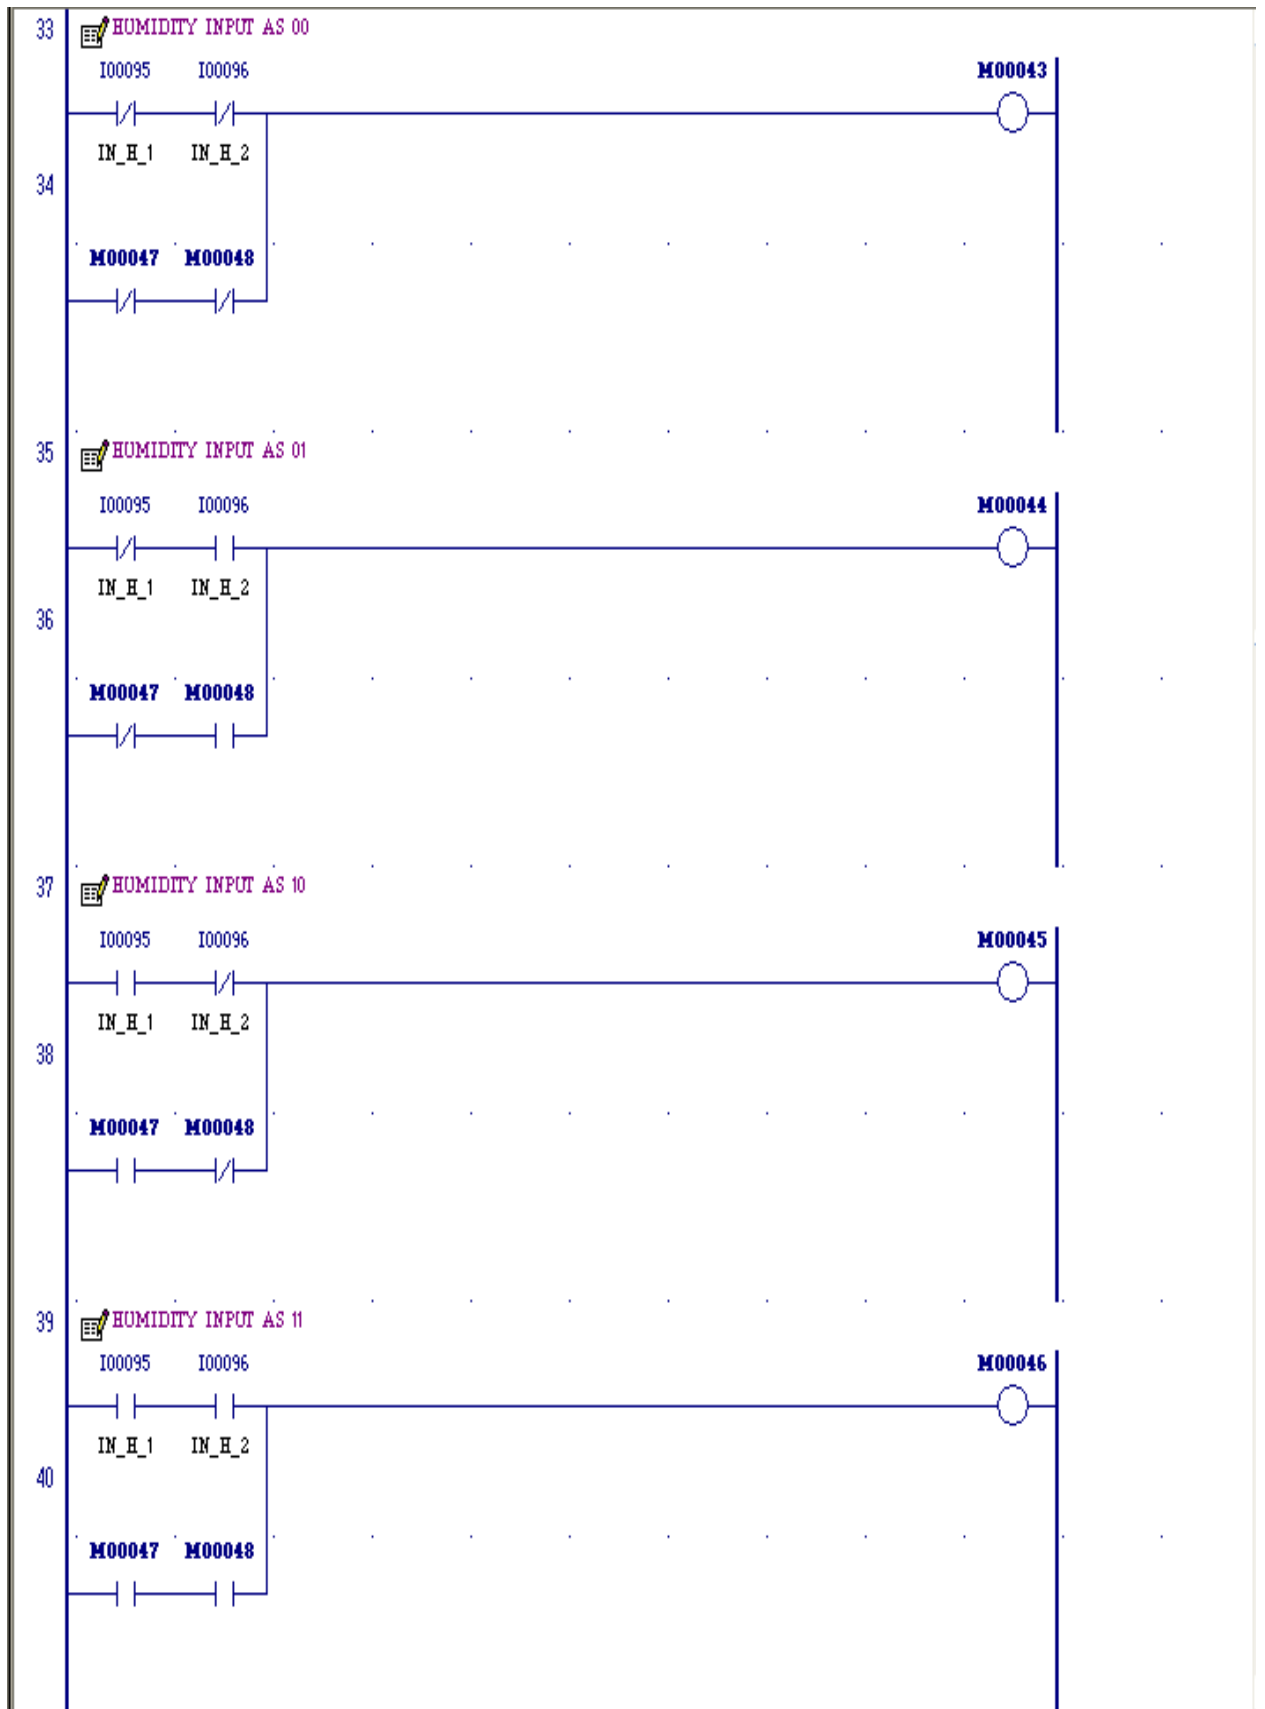 33 HUMIDITY INPUT AS 00
I00095 I00096 M00043
IN_H_1 IN_H_2
34
M00047 M00048
35 HUMIDITY INPUT AS 01
I00095 I00096 M00044
IN_H_1 IN_H_2
36
M00047 M00048
37 HUMIDITY INPUT AS 10
I00095 I00096 M00045
IN_H_1 IN_H_2
38
M00047 M00048
39 HUMIDITY INPUT AS 11
I00095 I00096 M00046
IN_H_1 IN_H_2
40
M00047 M00048